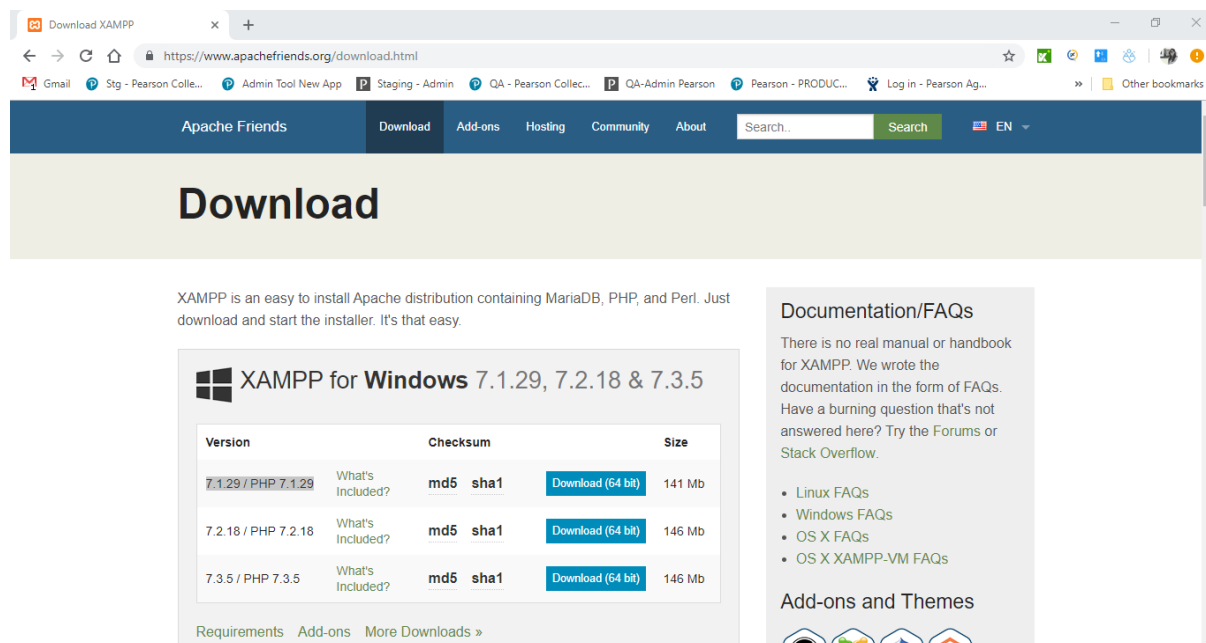 Download XAMPP
https://www.apachefriends.org/download.html
Gmail Stg - Pearson Colle... Admin Tool New App Staging - Admin QA - Pearson Collec... QA-Admin Pearson Pearson - PRODUC... Log in - Pearson Ag... » Other bookmarks
Apache Friends Download Add-ons Hosting Community About Search.. Search EN
Download
XAMPP is an easy to install Apache distribution containing MariaDB, PHP, and Perl. Just
download and start the installer. It's that easy.
XAMPP for Windows 7.1.29, 7.2.18 & 7.3.5
Version Checksum Size
7.1.29 / PHP 7.1.29 What's
Included? md5 sha1 Download (64 bit) 141 Mb
7.2.18 / PHP 7.2.18 What's
Included? md5 sha1 Download (64 bit) 146 Mb
7.3.5 / PHP 7.3.5 What's
Included? md5 sha1 Download (64 bit) 146 Mb
Requirements Add-ons More Downloads »
Documentation/FAQs
There is no real manual or handbook
for XAMPP. We wrote the
documentation in the form of FAQs.
Have a burning question that's not
answered here? Try the Forums or
Stack Overflow.
Linux FAQs
Windows FAQs
OS X FAQs
OS X XAMPP-VM FAQs
Add-ons and Themes